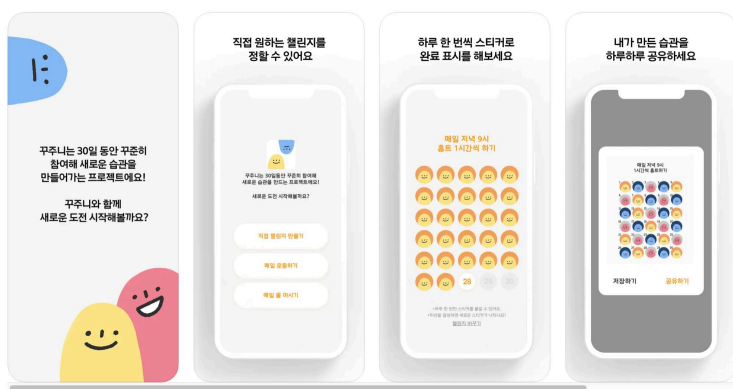 꾸주니는 30일 동안 꾸준히
참여해 새로운 습관을
만들어가는 프로젝트에요!
꾸주니와 함께
새로운 도전 시작해볼까요?
직접 원하는 챌린지를
정할 수 있어요
꾸주니는 30일동안 꾸준히 참여해
새로운 습관을 만드는 프로젝트에요!
새로운 도전 시작해볼까요?
직접 챌린지 만들기
매일 운동하기
매일 물 마시기
하루 한 번씩 스티커로
완료 표시를 해보세요
매일 저녁 9시
홈트 1시간씩 하기
28
챌린지 바꾸기
내가 만든 습관을
하루하루 공유하세요
매일 저녁 9시
홈트 1시간씩하기
저장하기
공유하기